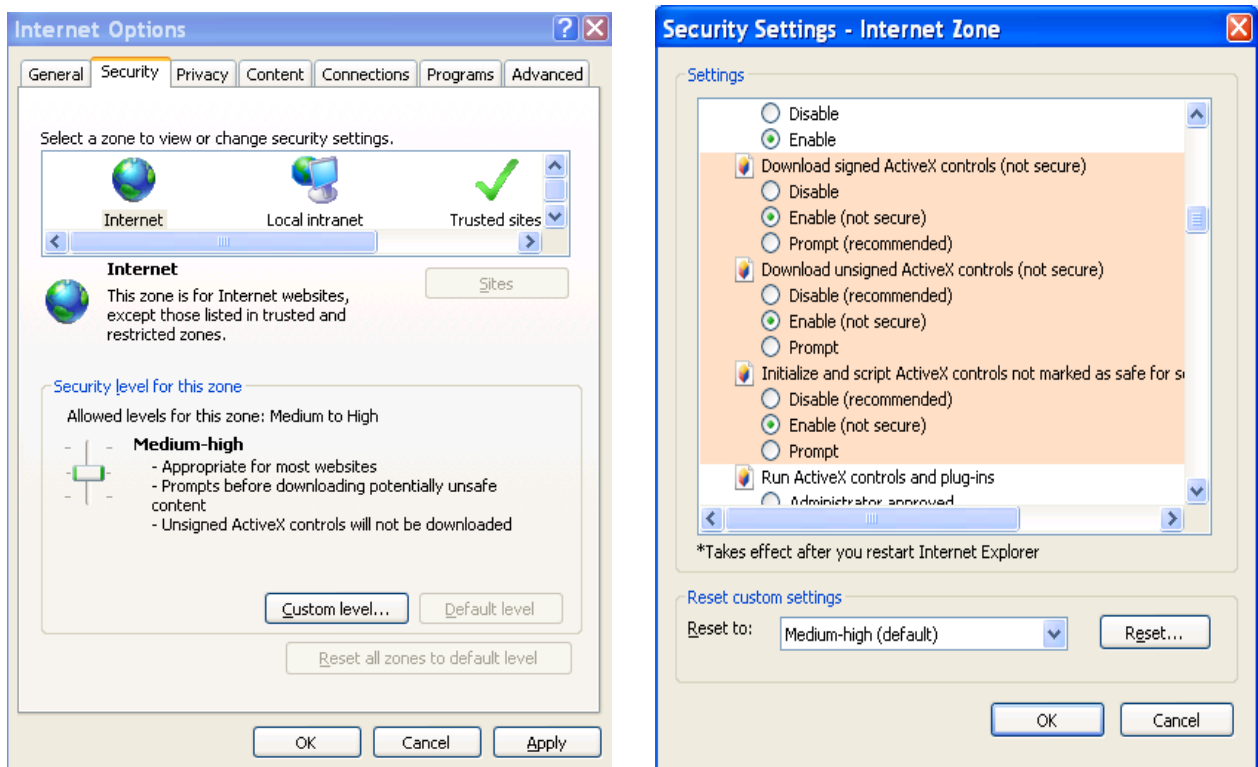 Internet Options
General Security Privacy Content Connections Programs Advanced
Select a zone to view or change security settings.
Internet Local intranet Trusted sites
Internet
This zone is for Internet websites,
except those listed in trusted and
restricted zones.
Sites
Security level for this zone
Allowed levels for this zone: Medium to High
Medium-high
- Appropriate for most websites
- Prompts before downloading potentially unsafe
content
- Unsigned ActiveX controls will not be downloaded
Custom level... Default level
Reset all zones to default level
OK Cancel Apply
Security Settings - Internet Zone
Settings
Disable
Enable
Download signed ActiveX controls (not secure)
Disable
Enable (not secure)
Prompt (recommended)
Download unsigned ActiveX controls (not secure)
Disable (recommended)
Enable (not secure)
Prompt
Initialize and script ActiveX controls not marked as safe for
Disable (recommended)
Enable (not secure)
Prompt
Run ActiveX controls and plug-ins
Administrator approved
*Takes effect after you restart Internet Explorer
Reset custom settings
Reset to: Medium-high (default) Reset...
OK Cancel